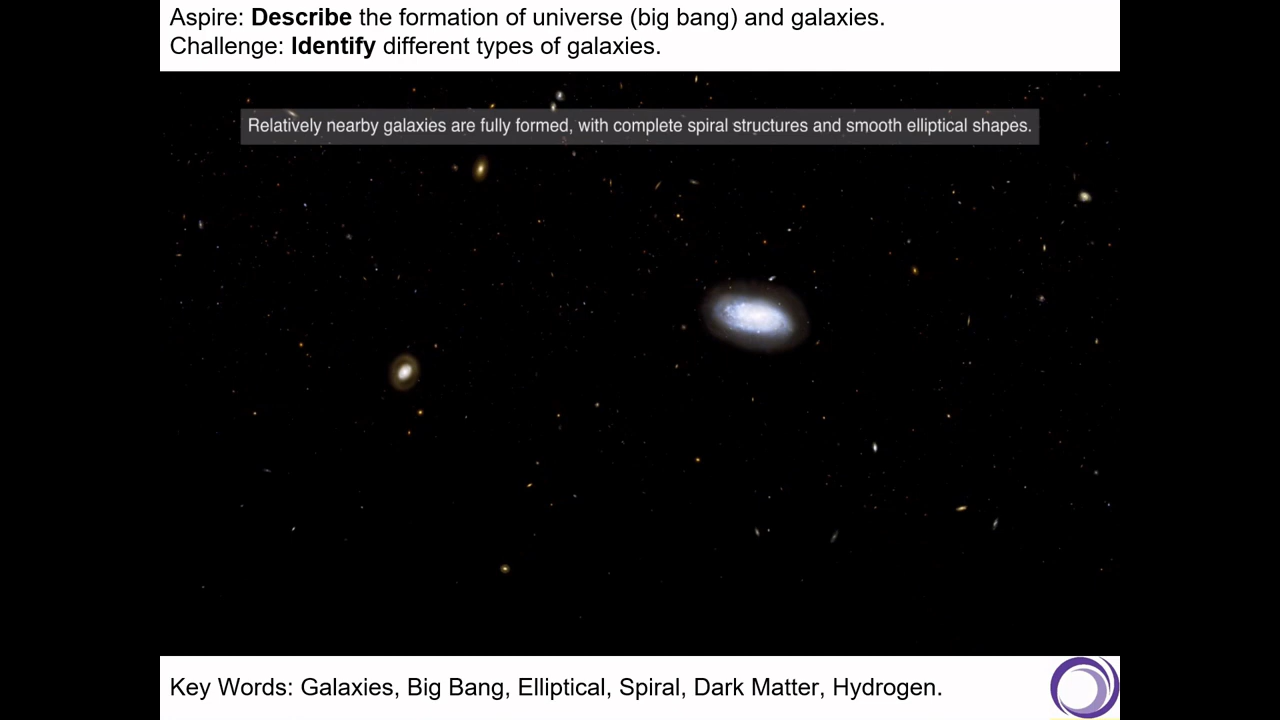 Aspire: Describe the formation of universe (big bang) and galaxies.
Challenge: Identify different types of galaxies.
Relatively nearby galaxies are fully formed, with complete spiral structures and smooth elliptical shapes.
Key Words: Galaxies, Big Bang, Elliptical, Spiral, Dark Matter, Hydrogen.